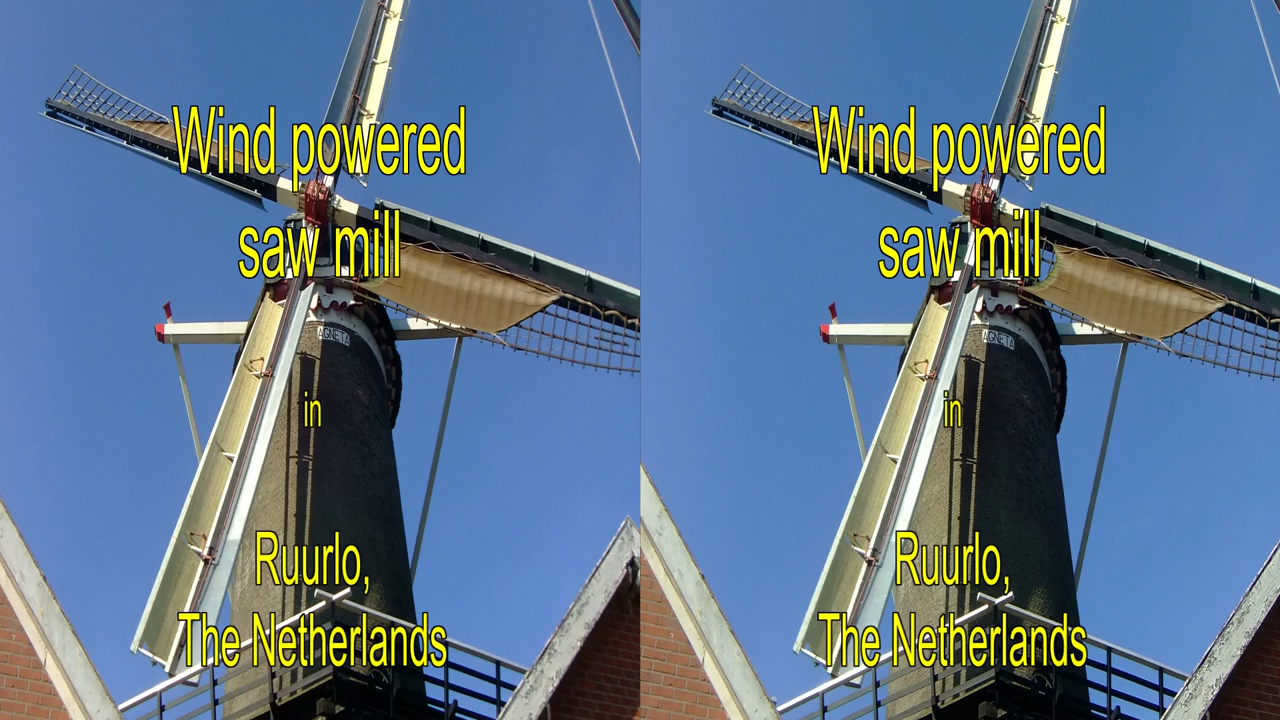 Wind powered
saw mill
AGNETA
in
Ruurlo,
The Netherlands
Wind powered
saw mill
AGNETA
in
Ruurlo,
The Netherlands